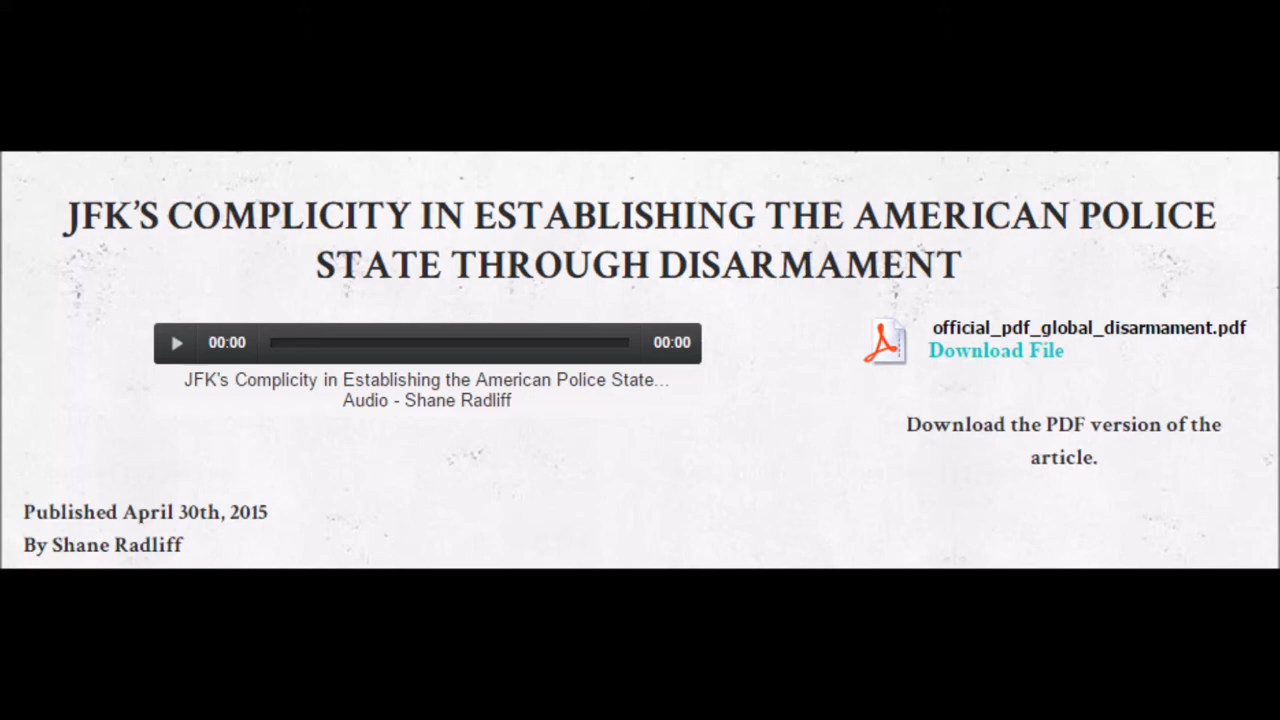 JFK’S COMPLICITY IN ESTABLISHING THE AMERICAN POLICE
STATE THROUGH DISARMAMENT
00:00
00:00
JFK's Complicity in Establishing the American Police State...
Audio - Shane Radliff
official_pdf_global_disarmament.pdf
Download File
Download the PDF version of the
article.
Published April 30th, 2015
By Shane Radliff